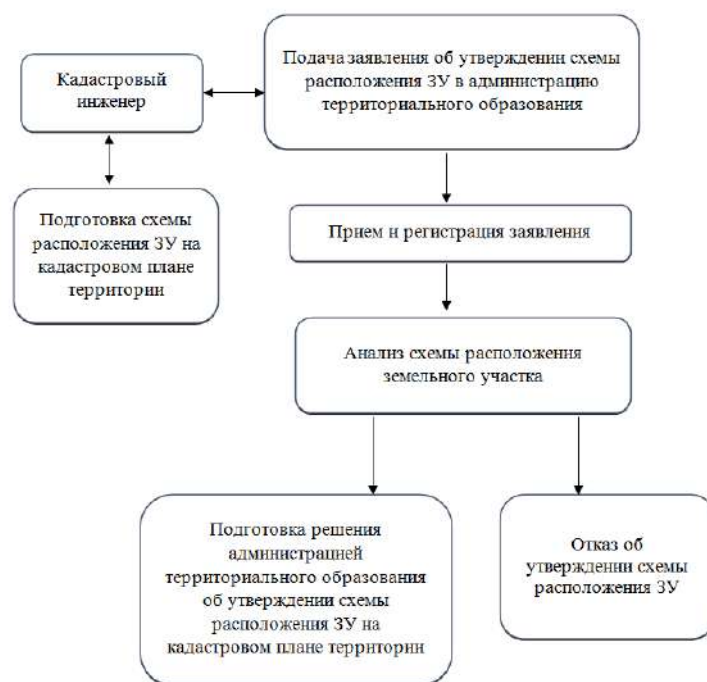 Подача заявления об утверждении схемы
расположения ЗУ в администрацию
территориального образования
Кадастровый
инженер
Подготовка схемы
расположения ЗУ на
кадастровом плане
территории
Прием и регистрация заявления
Анализ схемы расположения
земельного участка
Подготовка решения
администрацией
территориального образования
об утверждении схемы
расположения ЗУ на
кадастровом плане территории
Отказ об
утверждении схемы
расположения ЗУ